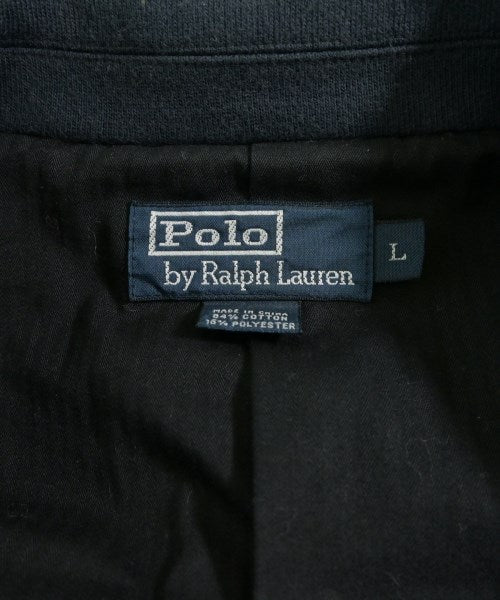 Polo
by Ralph Lauren
L
MADE IN CHINA
84% COTTON
16% POLYESTER